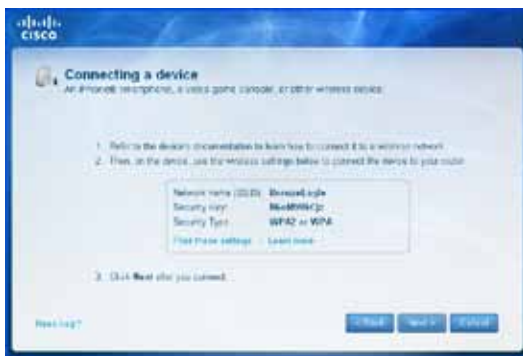 cisco
Connecting a device
An iPhone® smartphone, a video game console, or other wireless device.
1. Refer to the device's documentation to learn how to connect it to a wireless network
2. Then, on the device, use the wireless settings below to connect the device to your router
Network name (SSID):
Security Key:
Security Type: WPA2 or WPA
Print these settings Learn more
3. Click Next after you connect.
Need help?
< Back Next > Cancel